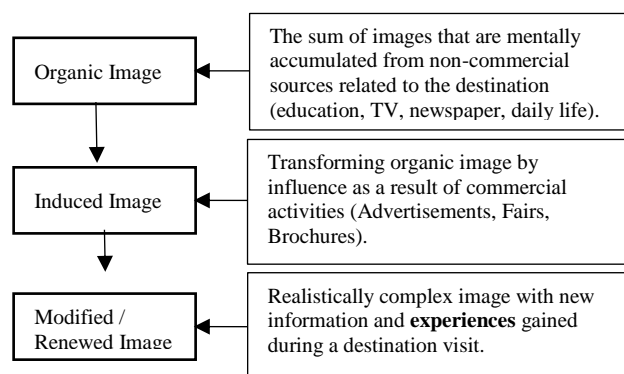 Organic Image
The sum of images that are mentally
accumulated from non-commercial
sources related to the destination
(education, TV, newspaper, daily life).
Induced Image
Transforming organic image by
influence as a result of commercial
activities (Advertisements, Fairs,
Brochures).
Modified /
Renewed Image
Realistically complex image with new
information and experiences gained
during a destination visit.